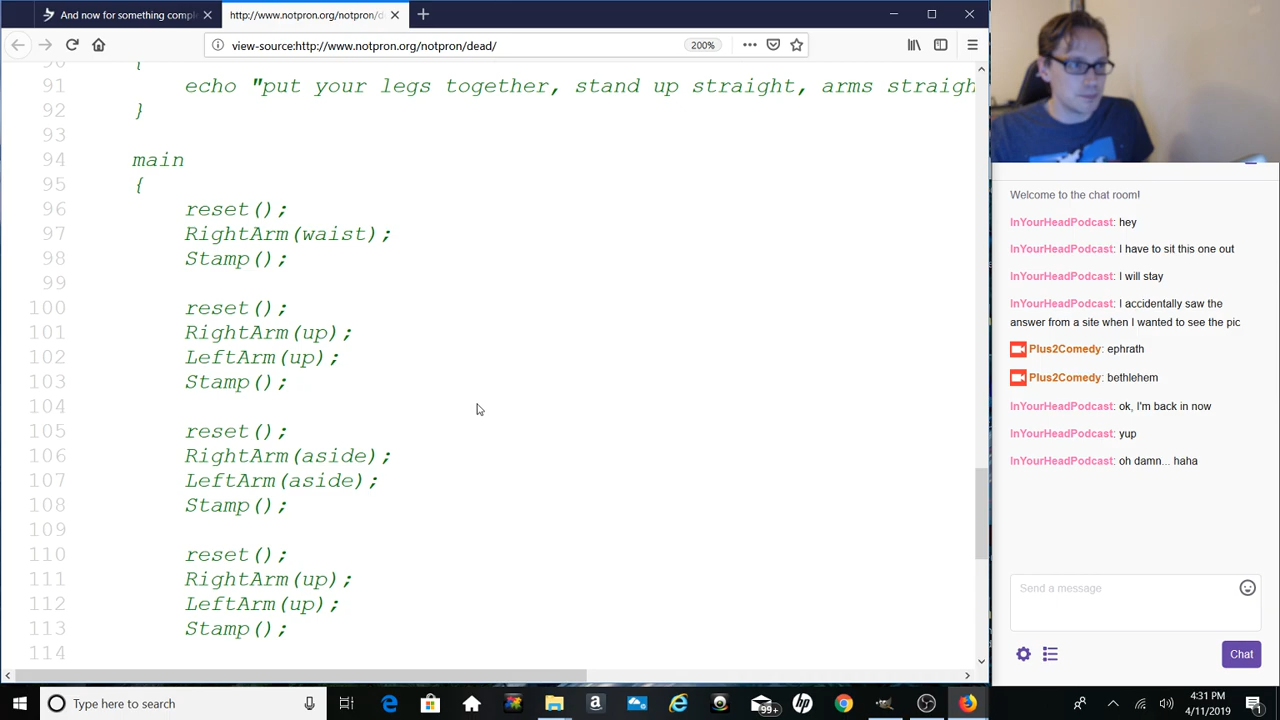 And now for something compl
http://www.notpron.org/notpron/d
view-source:http://www.notpron.org/notpron/dead/
200%
90 {
91 echo "put your legs together, stand up straight, arms straigh
92 }
93
94 main
95 {
96 reset();
97 RightArm(waist);
98 Stamp();
99
100 reset();
101 RightArm(up);
102 LeftArm(up);
103 Stamp();
104
105 reset();
106 RightArm(aside);
107 LeftArm(aside);
108 Stamp();
109
110 reset();
111 RightArm(up);
112 LeftArm(up);
113 Stamp();
114
Welcome to the chat room!
InYourHeadPodcast: hey
InYourHeadPodcast: I have to sit this one out
InYourHeadPodcast: I will stay
InYourHeadPodcast: I accidentally saw the
answer from a site when I wanted to see the pic
Plus2Comedy: ephrath
Plus2Comedy: bethlehem
InYourHeadPodcast: ok, I'm back in now
InYourHeadPodcast: yup
InYourHeadPodcast: oh damn... haha
Send a message
Chat
Type here to search
99+
4:31 PM
4/11/2019
1